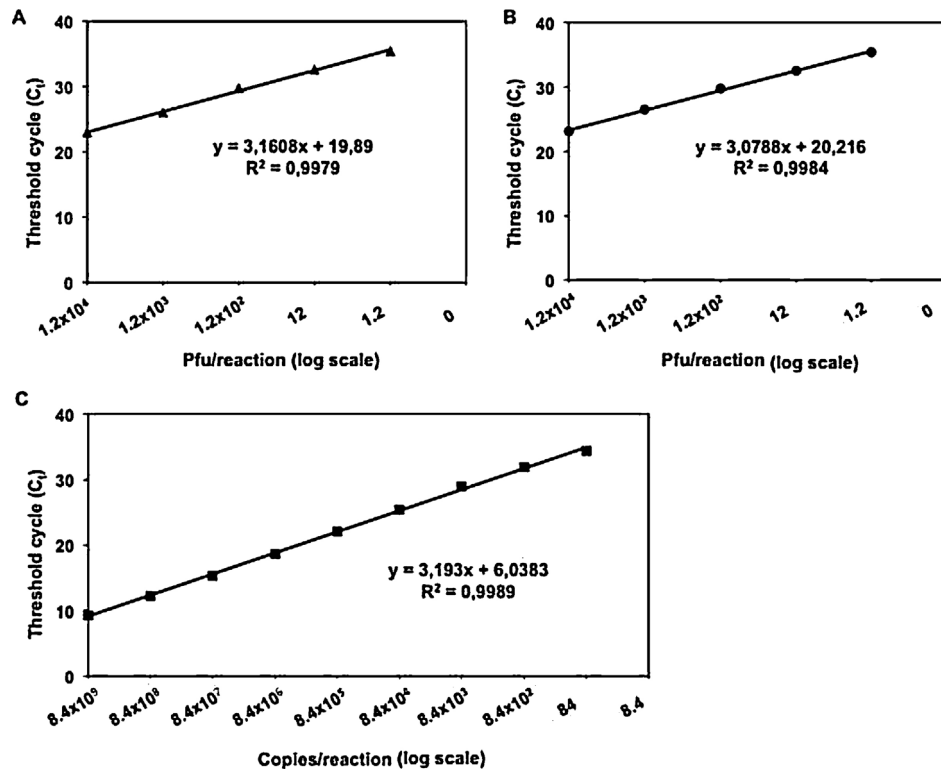 A
Threshold cycle (Ct)
40
30
20
10
0
y = 3,1608x + 19,89
R² = 0,9979
1.2x10⁴
1.2x10³
1.2x10²
12
1.2
0
Pfu/reaction (log scale)
B
Threshold cycle (Ct)
40
30
20
10
0
y = 3,0788x + 20,216
R² = 0,9984
1.2x10⁴
1.2x10³
1.2x10²
12
1.2
0
Pfu/reaction (log scale)
C
Threshold cycle (Ct)
40
30
20
10
0
y = 3,193x + 6,0383
R² = 0,9989
8.4x10⁹
8.4x10⁸
8.4x10⁷
8.4x10⁶
8.4x10⁵
8.4x10⁴
8.4x10³
8.4x10²
84
8.4
Copies/reaction (log scale)